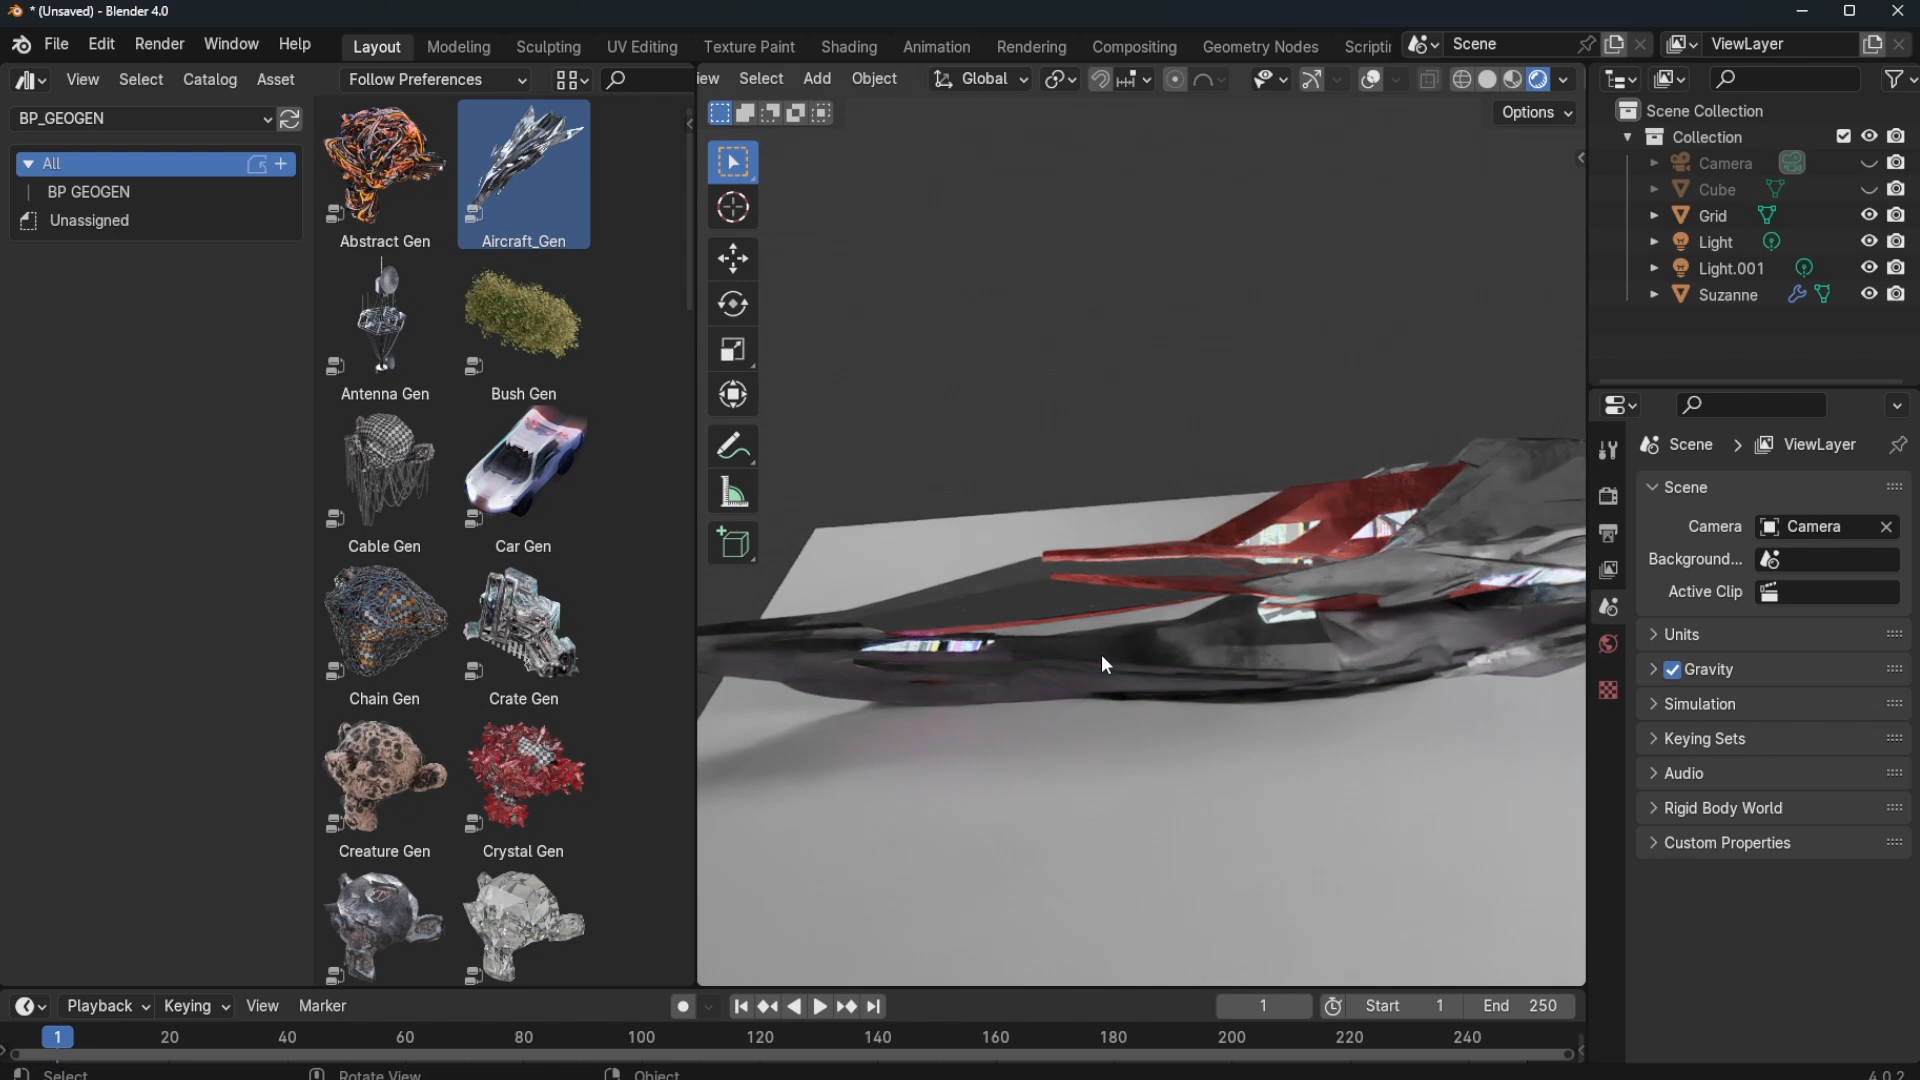 * (Unsaved) - Blender 4.0
File Edit Render Window Help Layout Modeling Sculpting UV Editing Texture Paint Shading Animation Rendering Compositing Geometry Nodes Scripti Scene ViewLayer
View Select Catalog Asset Follow Preferences iew Select Add Object Global
BP_GEOGEN Options
All
BP GEOGEN
Unassigned
Abstract Gen Aircraft_Gen
Antenna Gen Bush Gen
Cable Gen Car Gen
Chain Gen Crate Gen
Creature Gen Crystal Gen
Scene Collection
Collection
Camera
Cube
Grid
Light
Light.001
Suzanne
Scene ViewLayer
Scene
Camera Camera
Background...
Active Clip
Units
Gravity
Simulation
Keying Sets
Audio
Rigid Body World
Custom Properties
Playback Keying View Marker 1 Start 1 End 250
1 20 40 60 80 100 120 140 160 180 200 220 240
Select Rotate View Object 4.0.2